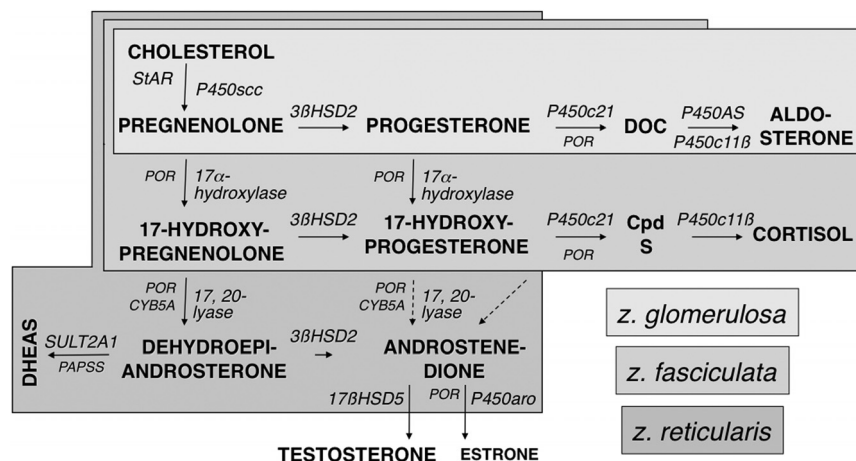 CHOLESTEROL
StAR
P450scc
3ßHSD2
P450c21
P450AS
ALDO-
PREGNENOLONE
PROGESTERONE
DOC
STERONE
POR
P450c11ß
POR
17α-
hydroxylase
POR
17α-
hydroxylase
17-HYDROXY-
PREGNENOLONE
3ßHSD2
17-HYDROXY-
PROGESTERONE
P450c21
POR
Cpd
S
P450c11ß
CORTISOL
POR
CYB5A
17, 20-
lyase
POR
CYB5A
17, 20-
lyase
z. glomerulosa
DHEAS
SULT2A1
PAPSS
DEHYDROEPI-
ANDROSTERONE
3ßHSD2
ANDROSTENE-
DIONE
z. fasciculata
17ßHSD5
POR
P450aro
z. reticularis
TESTOSTERONE
ESTRONE